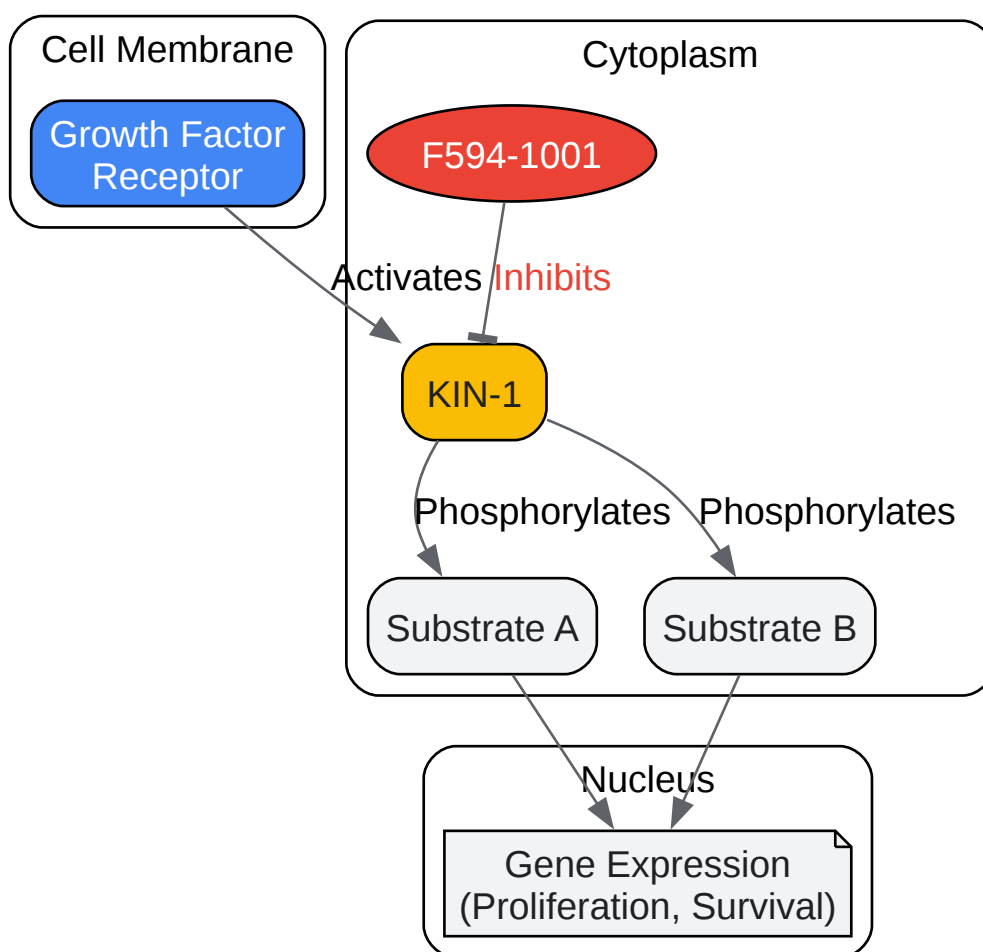 Cell Membrane
Cytoplasm
Growth Factor
Receptor
F594-1001
Activates
Inhibits
KIN-1
Phosphorylates
Phosphorylates
Substrate A
Substrate B
Nucleus
Gene Expression
(Proliferation, Survival)